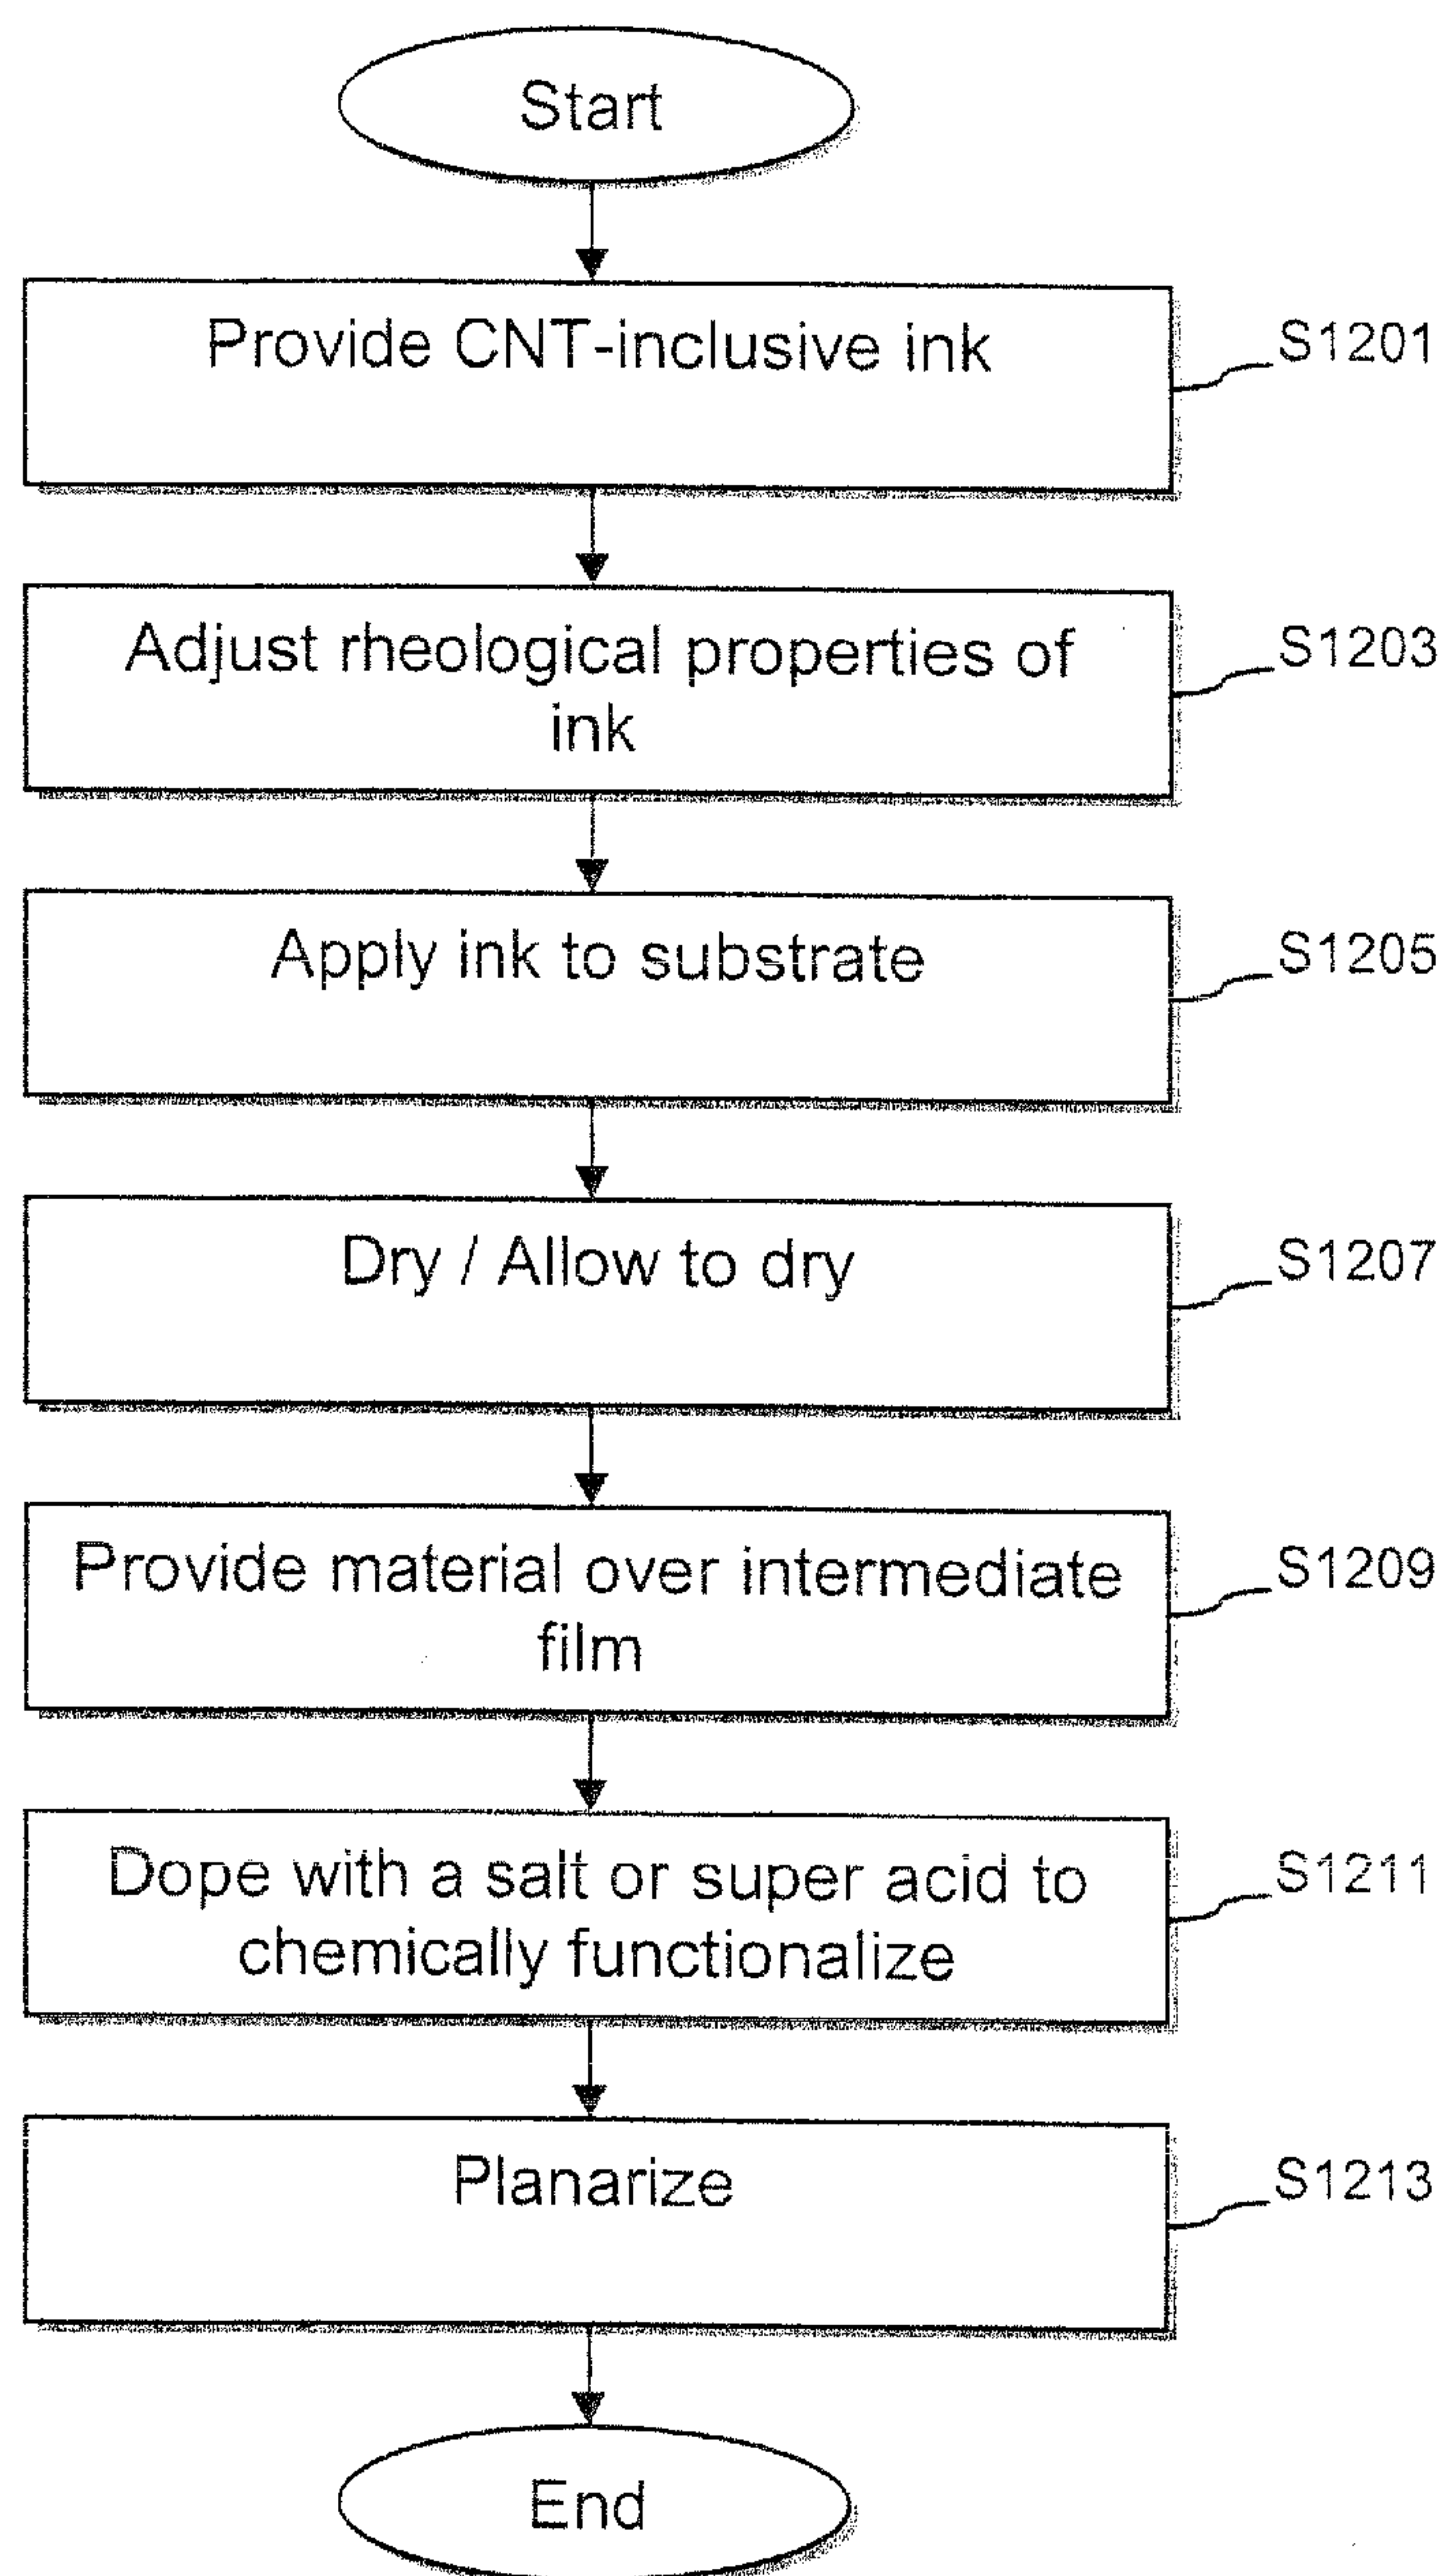 Start
Provide CNT-inclusive ink
S1201
Adjust rheological properties of
ink
S1203
Apply ink to substrate
S1205
Dry / Allow to dry
S1207
Provide material over intermediate
film
S1209
Dope with a salt or super acid to
chemically functionalize
S1211
Planarize
S1213
End